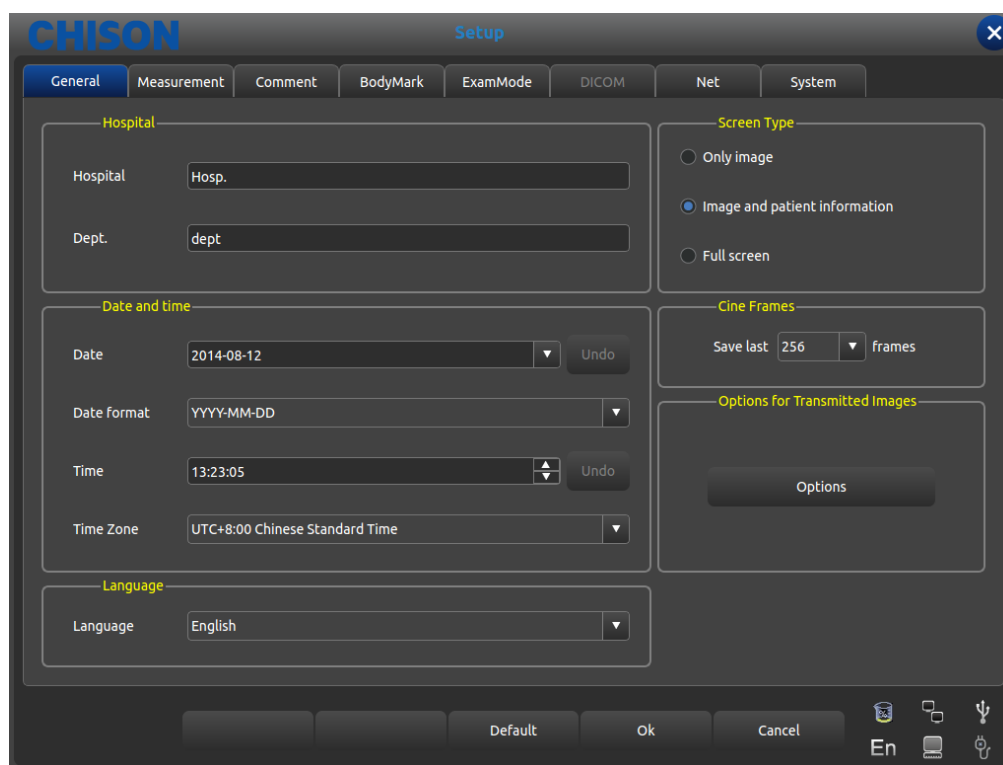 CHISON
Setup
General Measurement Comment BodyMark ExamMode DICOM Net System
Hospital
Hospital Hosp.
Dept. dept
Date and time
Date 2014-08-12 Undo
Date format YYYY-MM-DD
Time 13:23:05 Undo
Time Zone UTC+8:00 Chinese Standard Time
Language
Language English
Screen Type
Only image
Image and patient information
Full screen
Cine Frames
Save last 256 frames
Options for Transmitted Images
Options
Default Ok Cancel
En